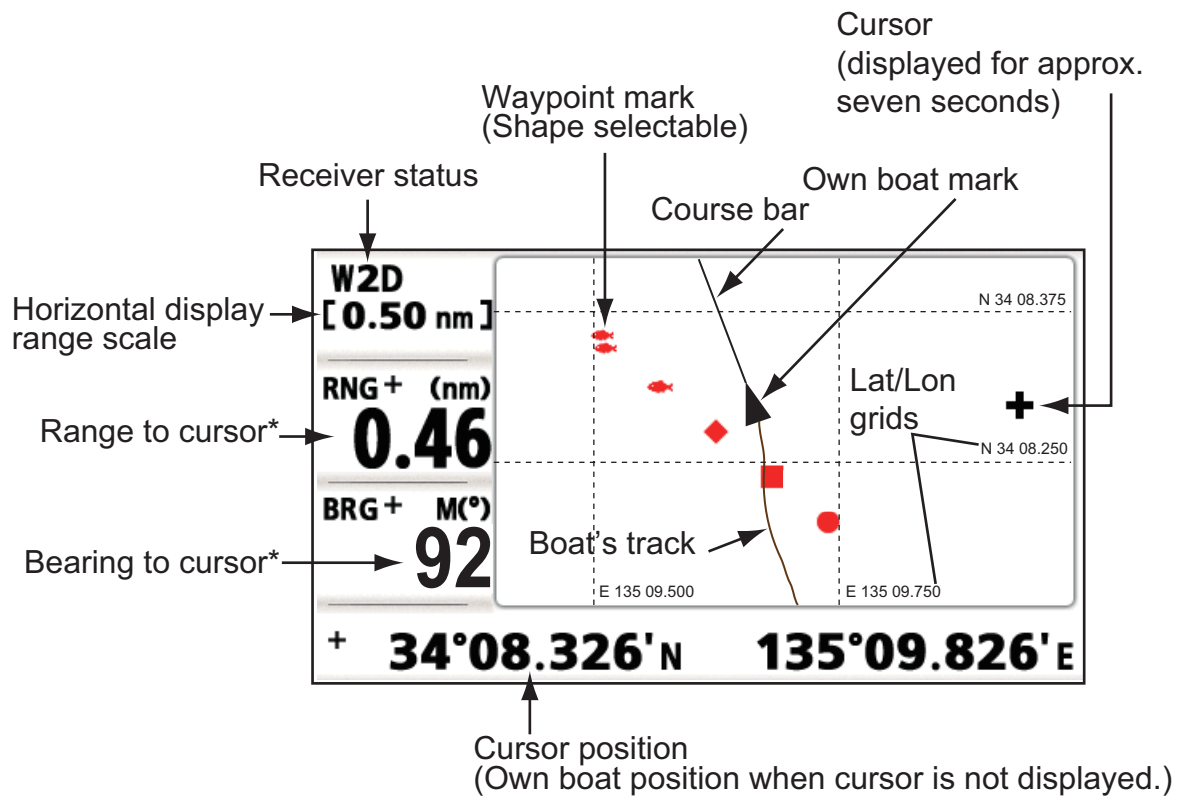 Cursor
(displayed for approx.
seven seconds)
Waypoint mark
(Shape selectable)
Receiver status
Own boat mark
Course bar
Horizontal display
range scale
W2D
[0.50 nm]
N 34 08.375
RNG+ (nm)
0.46
Range to cursor*
Lat/Lon
grids
N 34 08.250
BRG+ M(°)
92
Bearing to cursor*
Boat's track
E 135 09.500
E 135 09.750
+ 34°08.326'N 135°09.826'E
Cursor position
(Own boat position when cursor is not displayed.)